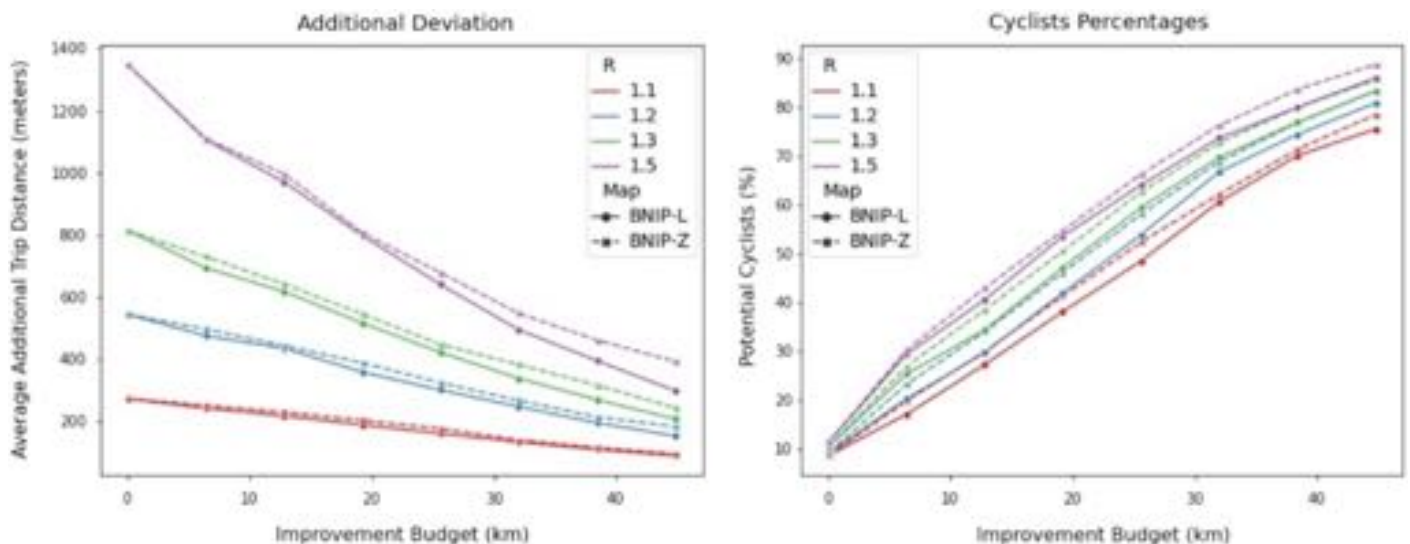 Additional Deviation
Average Additional Trip Distance (meters)
1400
1200
1000
800
600
400
200
0
10
20
30
40
Improvement Budget (km)
R
1.1
1.2
1.3
1.5
Map
BNIP-L
BNIP-Z
Cyclists Percentages
Potential Cyclists (%)
90
80
70
60
50
40
30
20
10
0
10
20
30
40
Improvement Budget (km)
R
1.1
1.2
1.3
1.5
Map
BNIP-L
BNIP-Z